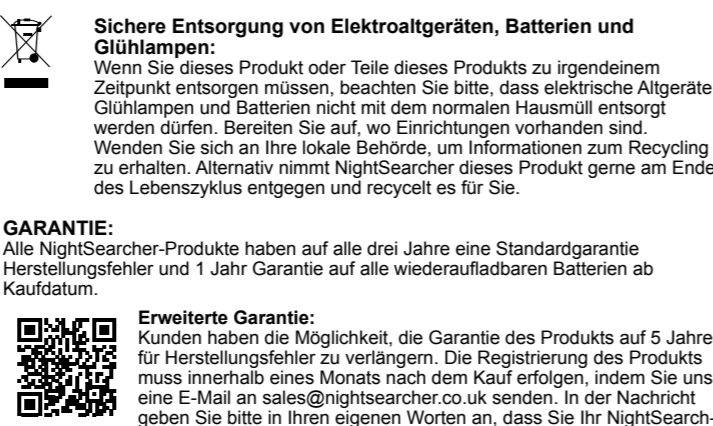 Sichere Entsorgung von Elektroaltgeräten, Batterien und
Glühlampen:
Wenn Sie dieses Produkt oder Teile dieses Produkts zu irgendeinem
Zeitpunkt entsorgen müssen, beachten Sie bitte, dass elektrische Altgeräte
Glühlampen und Batterien nicht mit dem normalen Hausmüll entsorgt
werden dürfen. Bereiten Sie auf, wo Einrichtungen vorhanden sind.
Wenden Sie sich an Ihre lokale Behörde, um Informationen zum Recycling
zu erhalten. Alternativ nimmt NightSearcher dieses Produkt gerne am Ende
des Lebenszyklus entgegen und recycelt es für Sie.
GARANTIE:
Alle NightSearcher-Produkte haben auf alle drei Jahre eine Standardgarantie
Herstellungsfehler und 1 Jahr Garantie auf alle wiederaufladbaren Batterien ab
Kaufdatum.
Erweiterte Garantie:
Kunden haben die Möglichkeit, die Garantie des Produkts auf 5 Jahre
für Herstellungsfehler zu verlängern. Die Registrierung des Produkts
muss innerhalb eines Monats nach dem Kauf erfolgen, indem Sie uns
eine E-Mail an sales@nightsearcher.co.uk senden. In der Nachricht
geben Sie bitte in Ihren eigenen Worten an, dass Sie Ihr NightSearch-